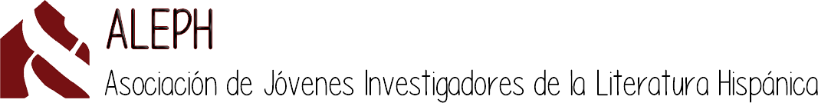 ALEPH
Asociación de Jóvenes Investigadores de la Literatura Hispánica